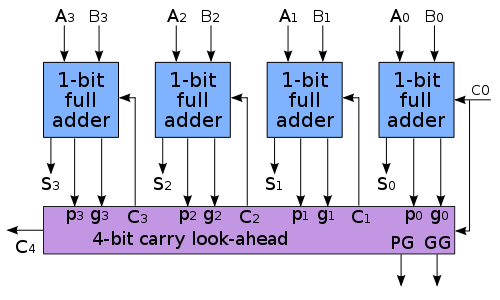 A3 B3 A2 B2 A1 B1 A0 B0
1-bit full adder 1-bit full adder 1-bit full adder 1-bit full adder
C0
S3 S2 S1 S0
p3 g3 C3 p2 g2 C2 p1 g1 C1 p0 g0
4-bit carry look-ahead PG GG
C4